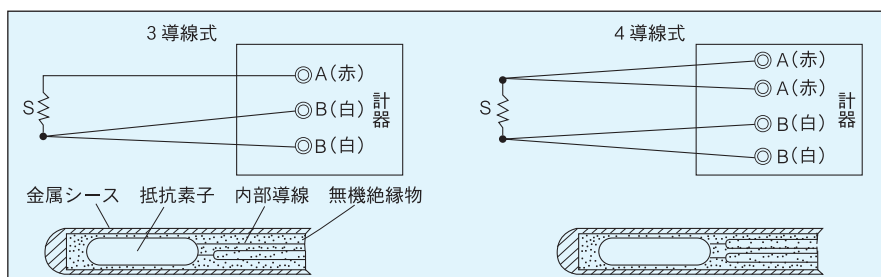 3導線式
S
A(赤)
B(白)
B(白)
計器
4導線式
S
A(赤)
A(赤)
B(白)
B(白)
計器
金属シース 抵抗素子 内部導線 無機絶縁物